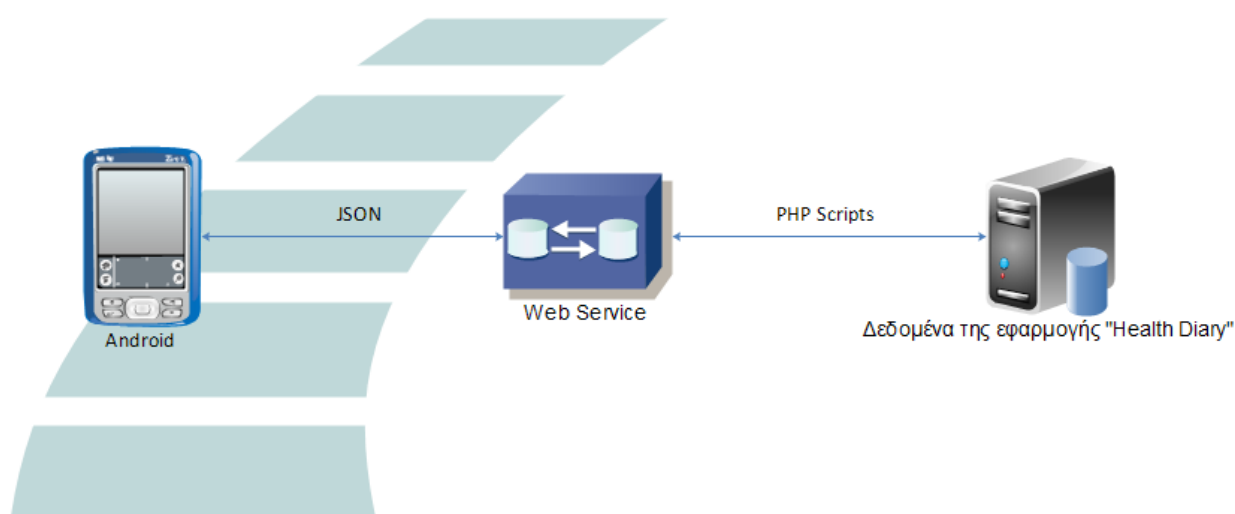 JSON
PHP Scripts
Web Service
Android
Δεδομένα της εφαρμογής "Health Diary"